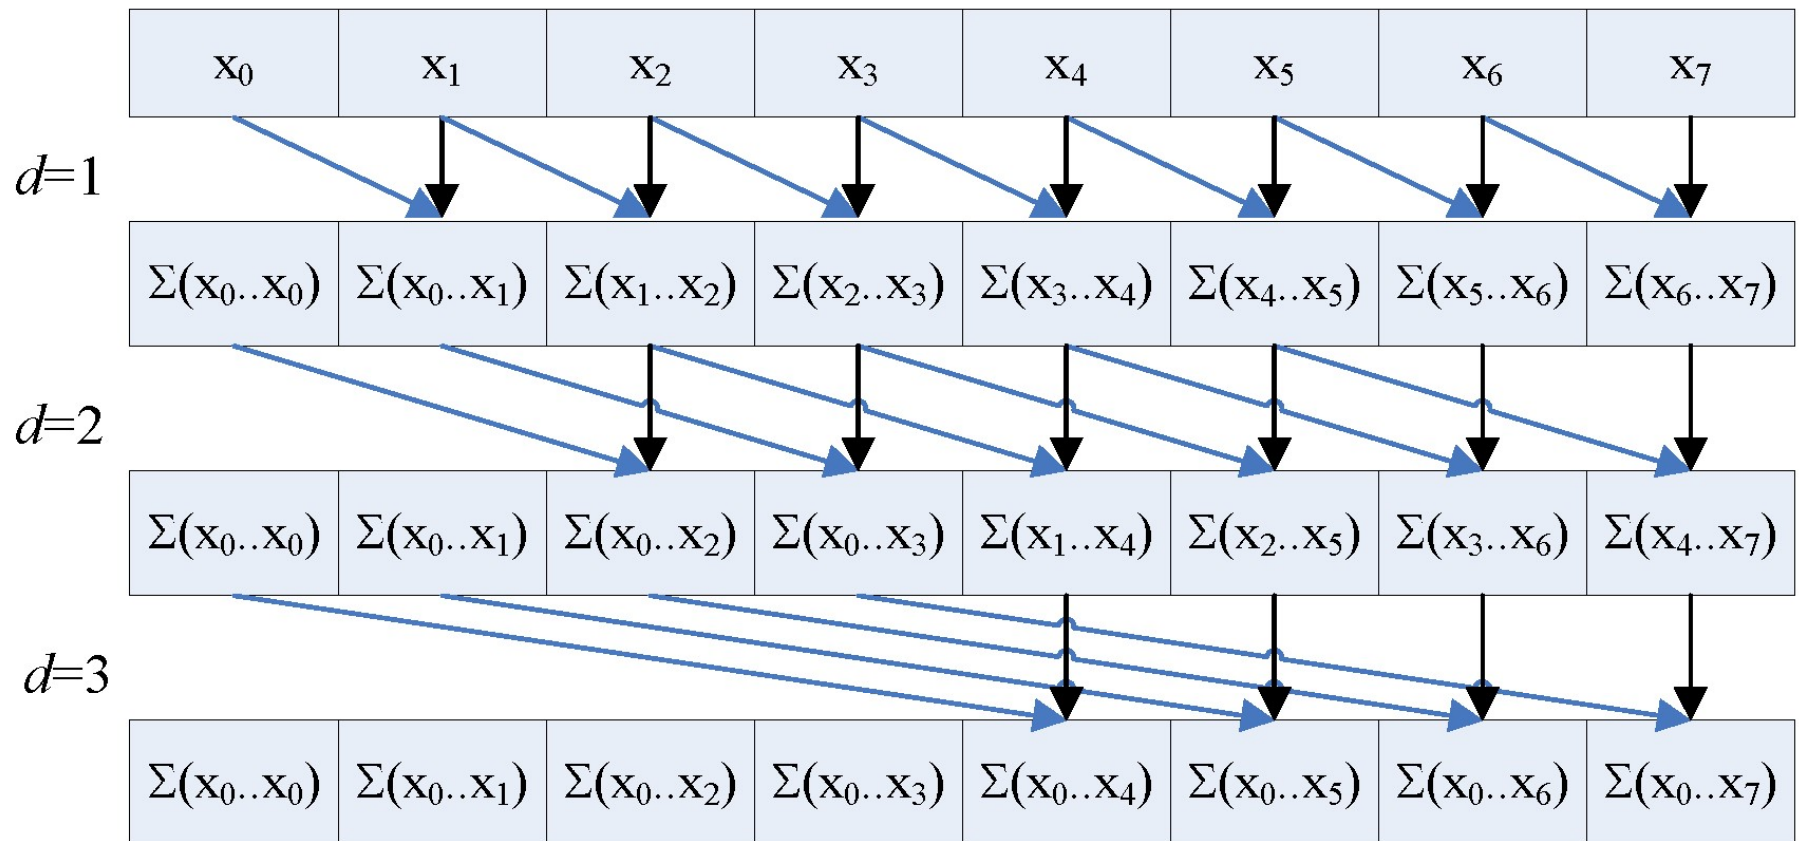 x₀ x₁ x₂ x₃ x₄ x₅ x₆ x₇
d=1
Σ(x₀..x₀) Σ(x₀..x₁) Σ(x₁..x₂) Σ(x₂..x₃) Σ(x₃..x₄) Σ(x₄..x₅) Σ(x₅..x₆) Σ(x₆..x₇)
d=2
Σ(x₀..x₀) Σ(x₀..x₁) Σ(x₀..x₂) Σ(x₀..x₃) Σ(x₁..x₄) Σ(x₂..x₅) Σ(x₃..x₆) Σ(x₄..x₇)
d=3
Σ(x₀..x₀) Σ(x₀..x₁) Σ(x₀..x₂) Σ(x₀..x₃) Σ(x₀..x₄) Σ(x₀..x₅) Σ(x₀..x₆) Σ(x₀..x₇)